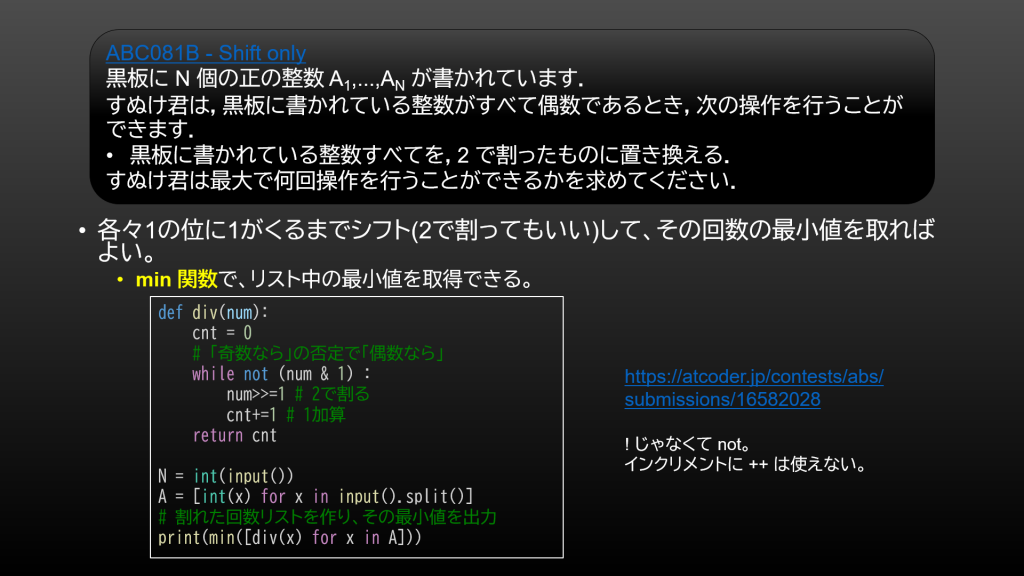 ABC081B - Shift only
黒板に N 個の正の整数 A1,...,AN が書かれています．
すぬけ君は，黒板に書かれている整数がすべて偶数であるとき，次の操作を行うことが
できます．
• 黒板に書かれている整数すべてを，2 で割ったものに置き換える．
すぬけ君は最大で何回操作を行うことができるかを求めてください．
• 各々1の位に1がくるまでシフト(2で割ってもいい)して、その回数の最小値を取れば
よい。
• min 関数で、リスト中の最小値を取得できる。
def div(num):
    cnt = 0
    # 「奇数なら」の否定で「偶数なら」
    while not (num & 1) :
        num>>=1 # 2で割る
        cnt+=1 # 1加算
    return cnt

N = int(input())
A = [int(x) for x in input().split()]
# 割れた回数リストを作り、その最小値を出力
print(min([div(x) for x in A]))
https://atcoder.jp/contests/abs/
submissions/16582028
! じゃなくて not。
インクリメントに ++ は使えない。